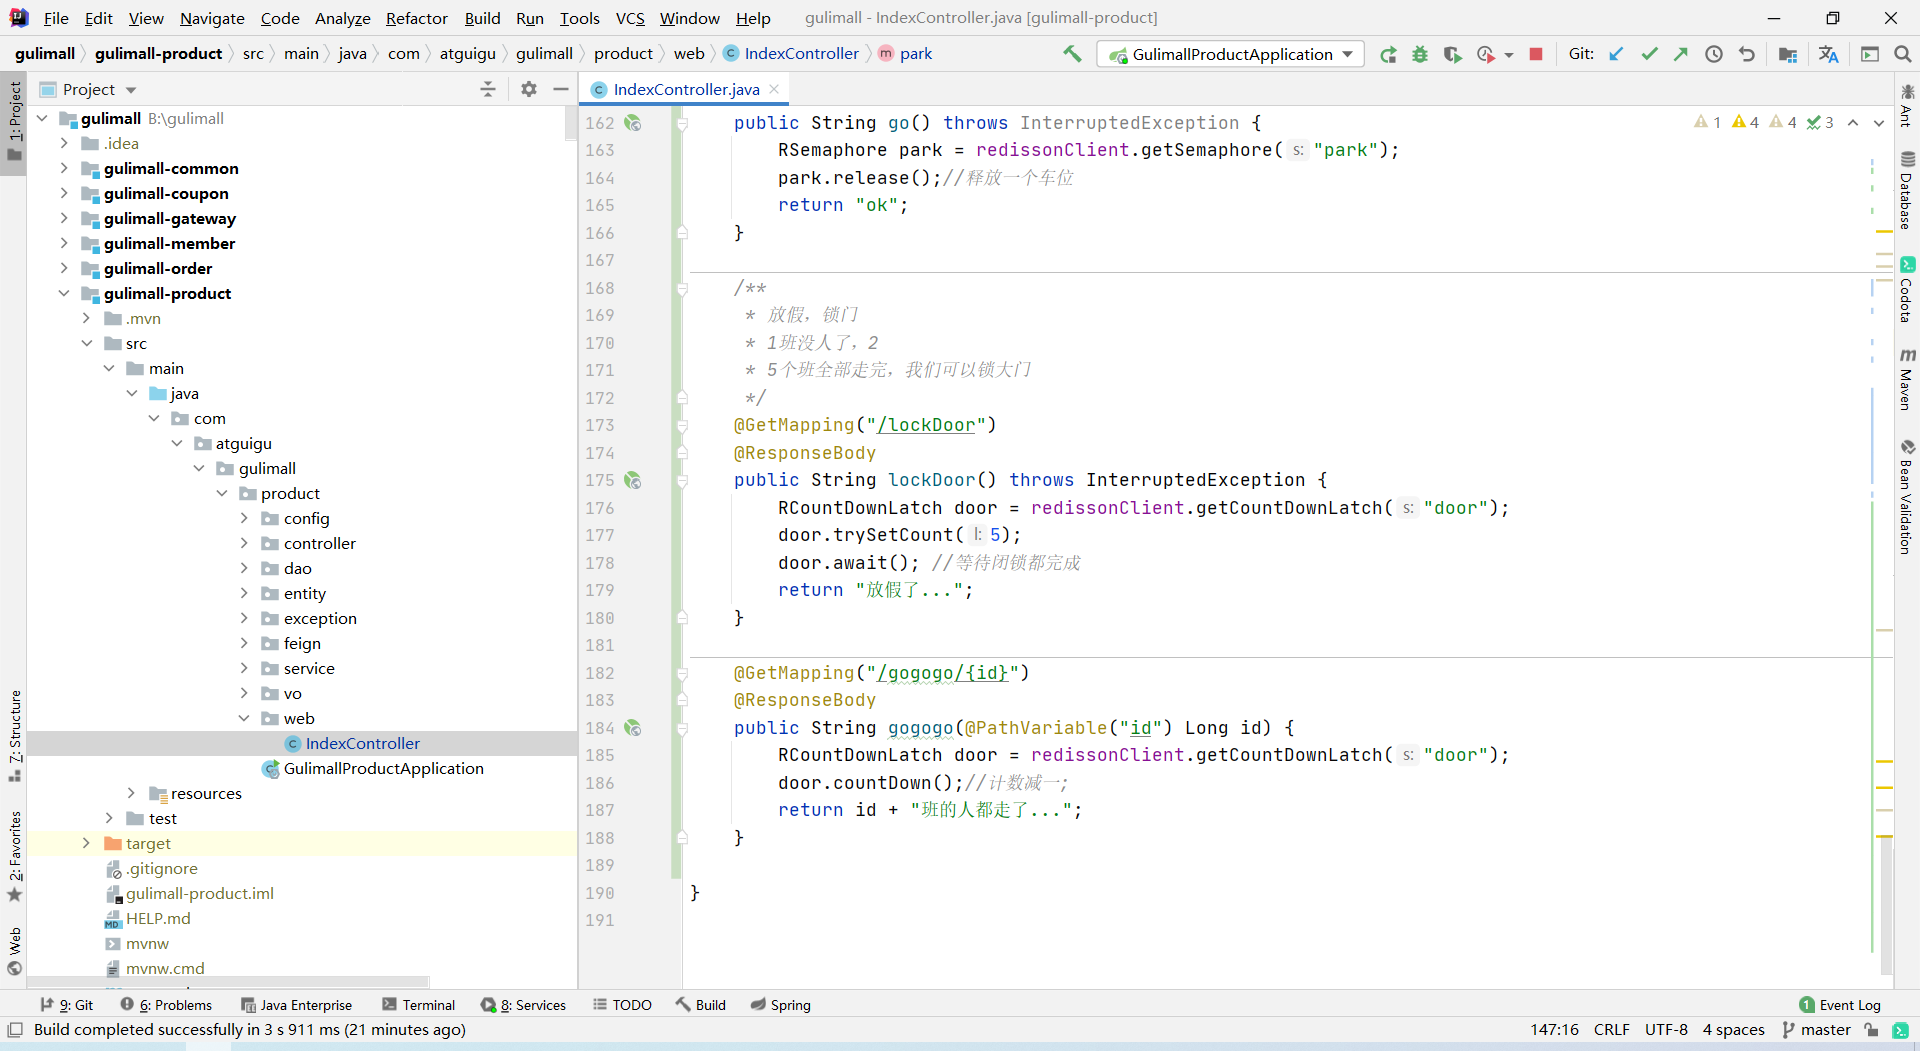 File Edit View Navigate Code Analyze Refactor Build Run Tools VCS Window Help gulimall - IndexController.java [gulimall-product]
gulimall gulimall-product src main java com atguigu gulimall product web IndexController park GulimallProductApplication Git:
1: Project
7: Structure
2: Favorites
Web
Project
gulimall B:\gulimall
.idea
gulimall-common
gulimall-coupon
gulimall-gateway
gulimall-member
gulimall-order
gulimall-product
.mvn
src
main
java
com
atguigu
gulimall
product
config
controller
dao
entity
exception
feign
service
vo
web
IndexController
GulimallProductApplication
resources
test
target
.gitignore
gulimall-product.iml
HELP.md
mvnw
mvnw.cmd
IndexController.java
1 4 4 3
162 public String go() throws InterruptedException {
163 RSemaphore park = redissonClient.getSemaphore( s: "park");
164 park.release();//释放一个车位
165 return "ok";
166 }
167
168 /**
169 * 放假，锁门
170 * 1班没人了，2
171 * 5个班全部走完，我们可以锁大门
172 */
173 @GetMapping("/lockDoor")
174 @ResponseBody
175 public String lockDoor() throws InterruptedException {
176 RCountDownLatch door = redissonClient.getCountDownLatch( s: "door");
177 door.trySetCount( l: 5);
178 door.await(); //等待闭锁都完成
179 return "放假了...";
180 }
181
182 @GetMapping("/gogogo/{id}")
183 @ResponseBody
184 public String gogogo(@PathVariable("id") Long id) {
185 RCountDownLatch door = redissonClient.getCountDownLatch( s: "door");
186 door.countDown();//计数减一;
187 return id + "班的人都走了...";
188 }
189
190 }
191
Ant
Database
Codota
Maven
Bean Validation
9: Git 6: Problems Java Enterprise Terminal 8: Services TODO Build Spring 1 Event Log
Build completed successfully in 3 s 911 ms (21 minutes ago) 147:16 CRLF UTF-8 4 spaces master